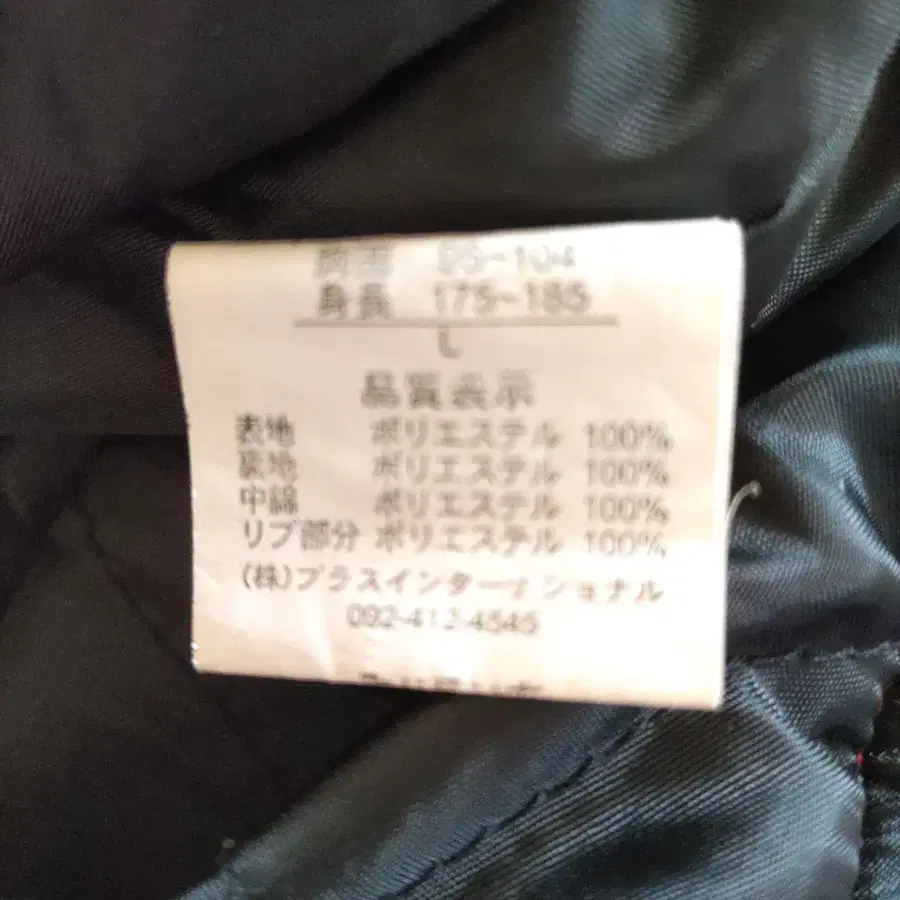 胸囲 95-104
身長 175-185
L
品質表示
表地 ポリエステル 100%
裏地 ポリエステル 100%
中綿 ポリエステル 100%
リブ部分 ポリエステル 100%
(株)プラスインターナショナル
092-412-4545